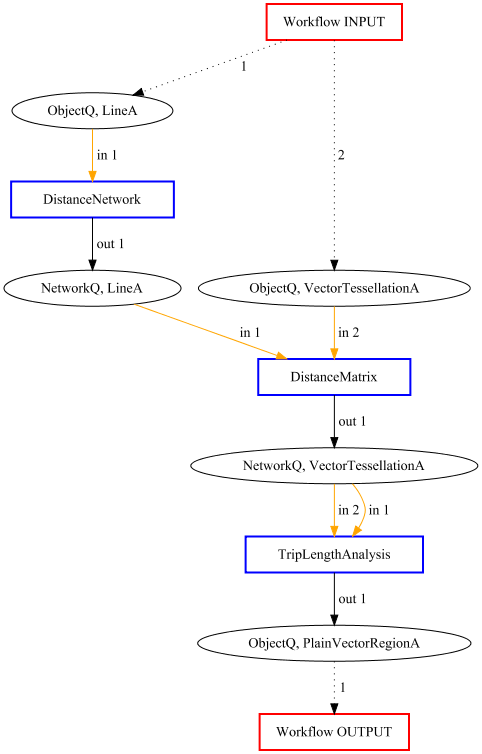 Workflow INPUT
1
ObjectQ, LineA
in 1
2
DistanceNetwork
out 1
NetworkQ, LineA
ObjectQ, VectorTessellationA
in 1
in 2
DistanceMatrix
out 1
NetworkQ, VectorTessellationA
in 2
in 1
TripLengthAnalysis
out 1
ObjectQ, PlainVectorRegionA
1
Workflow OUTPUT